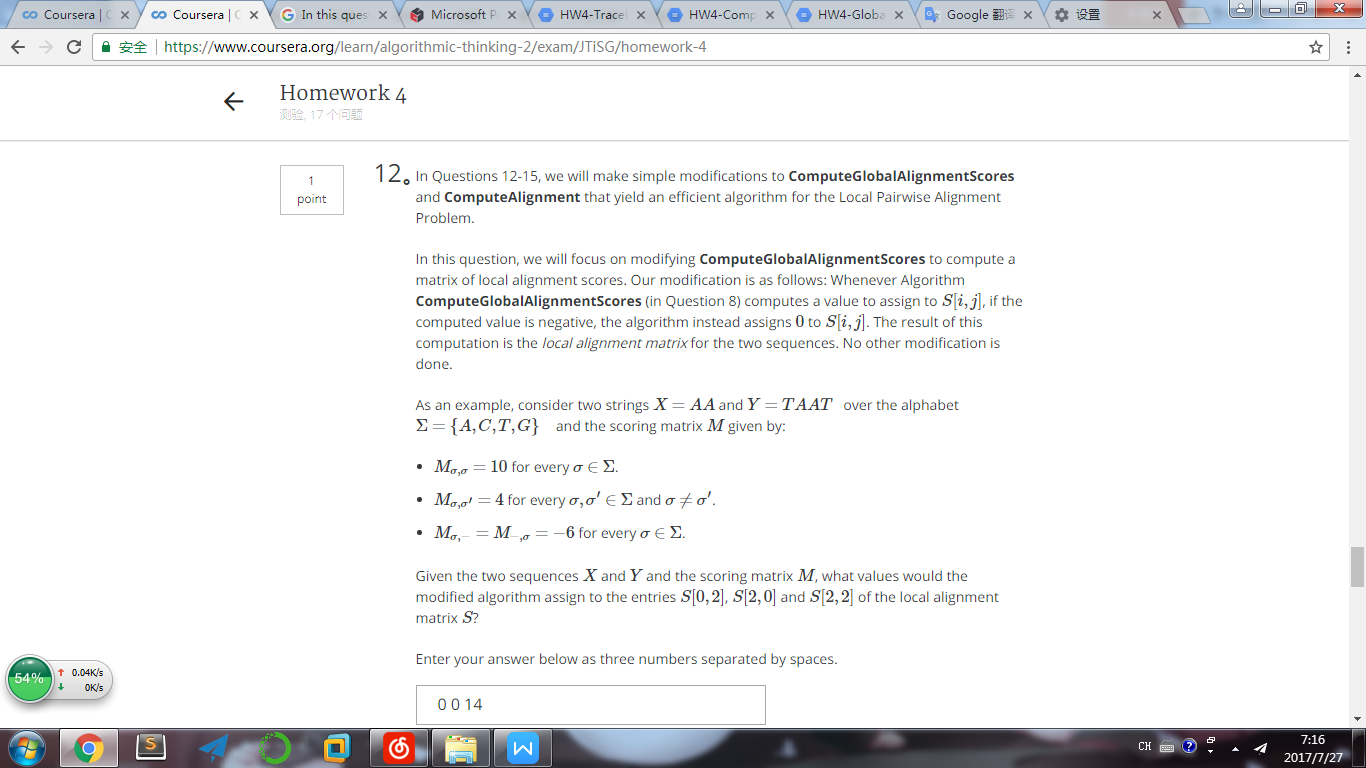 Coursera | C
Coursera | C
In this ques
Microsoft P
HW4-Tracel
HW4-Comp
HW4-Globa
Google 翻译
设置
安全 https://www.coursera.org/learn/algorithmic-thinking-2/exam/JTiSG/homework-4
Homework 4
测验, 17 个问题
1
point
12。
In Questions 12-15, we will make simple modifications to ComputeGlobalAlignmentScores
and ComputeAlignment that yield an efficient algorithm for the Local Pairwise Alignment
Problem.
In this question, we will focus on modifying ComputeGlobalAlignmentScores to compute a
matrix of local alignment scores. Our modification is as follows: Whenever Algorithm
ComputeGlobalAlignmentScores (in Question 8) computes a value to assign to S[i, j], if the
computed value is negative, the algorithm instead assigns 0 to S[i, j]. The result of this
computation is the local alignment matrix for the two sequences. No other modification is
done.
As an example, consider two strings X = AA and Y = TAAT over the alphabet
Σ = {A, C, T, G} and the scoring matrix M given by:
• Mσ,σ = 10 for every σ ∈ Σ.
• Mσ,σ′ = 4 for every σ, σ′ ∈ Σ and σ ≠ σ′.
• Mσ,− = M−,σ = −6 for every σ ∈ Σ.
Given the two sequences X and Y and the scoring matrix M, what values would the
modified algorithm assign to the entries S[0, 2], S[2, 0] and S[2, 2] of the local alignment
matrix S?
Enter your answer below as three numbers separated by spaces.
0 0 14
54%
↑ 0.04K/s
↓ 0K/s
CH
7:16
2017/7/27